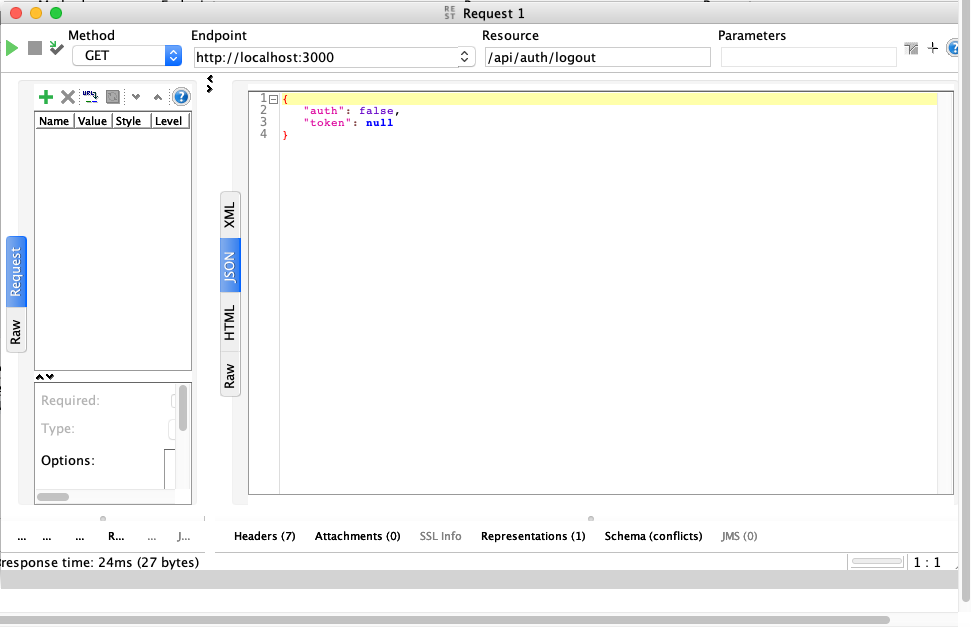 RE ST Request 1
Method Endpoint Resource Parameters
GET http://localhost:3000 /api/auth/logout
Name Value Style Level
1 {
2 "auth": false,
3 "token": null
4 }
Request
Raw
XML
JSON
HTML
Raw
Required:
Type:
Options:
... ... ... R... ... J...
Headers (7) Attachments (0) SSL Info Representations (1) Schema (conflicts) JMS (0)
response time: 24ms (27 bytes)
1 : 1